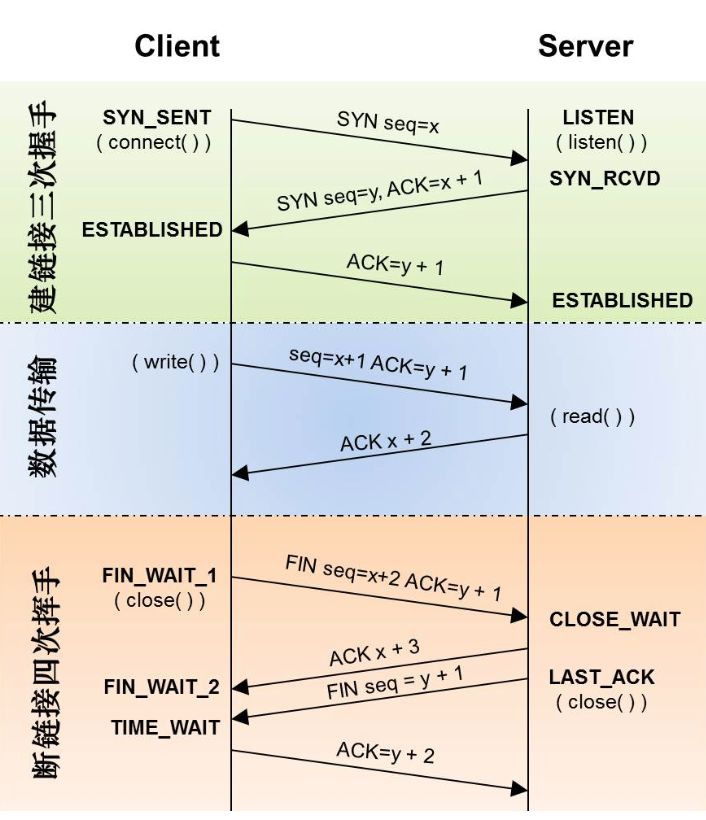 Client
Server
建链接三次握手
SYN_SENT
( connect( ) )
SYN seq=x
LISTEN
( listen( ) )
SYN_RCVD
SYN seq=y, ACK=x + 1
ESTABLISHED
ACK=y + 1
ESTABLISHED
数据传输
( write( ) )
seq=x+1 ACK=y + 1
( read( ) )
ACK x + 2
断链接四次挥手
FIN_WAIT_1
( close( ) )
FIN seq=x+2 ACK=y + 1
CLOSE_WAIT
ACK x + 3
FIN_WAIT_2
FIN seq = y + 1
LAST_ACK
( close( ) )
TIME_WAIT
ACK=y + 2